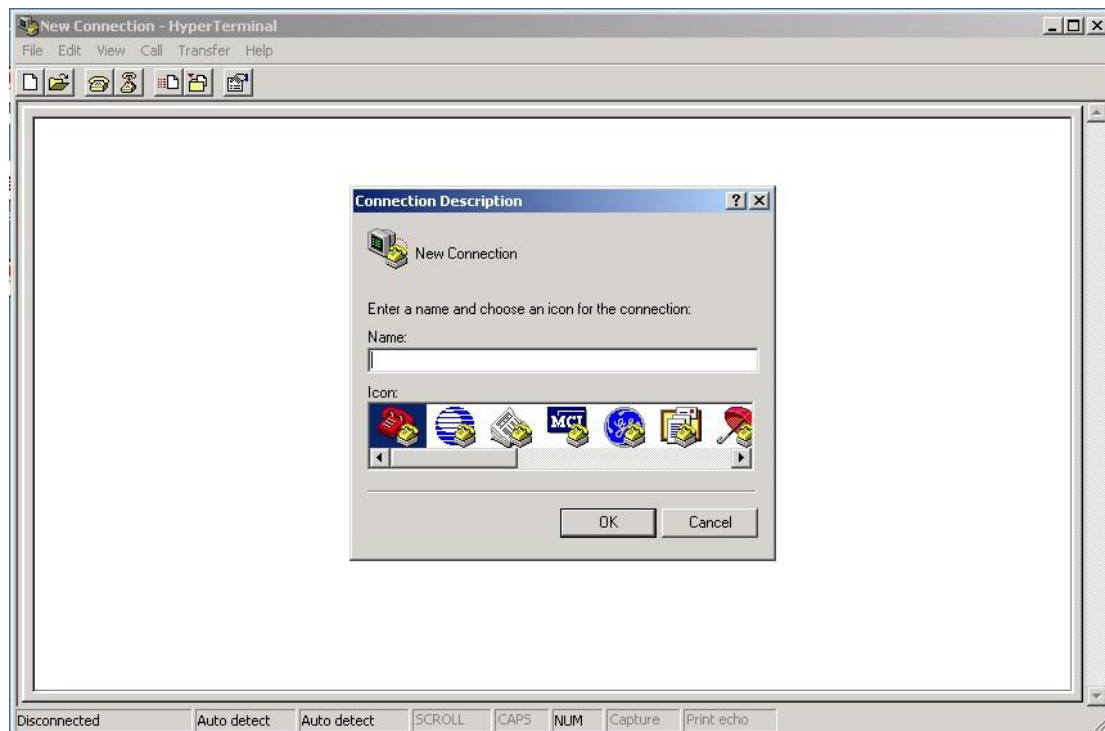 New Connection - HyperTerminal
File Edit View Call Transfer Help
Connection Description
New Connection
Enter a name and choose an icon for the connection:
Name:
Icon:
MCI
OK Cancel
Disconnected Auto detect Auto detect SCROLL CAPS NUM Capture Print echo